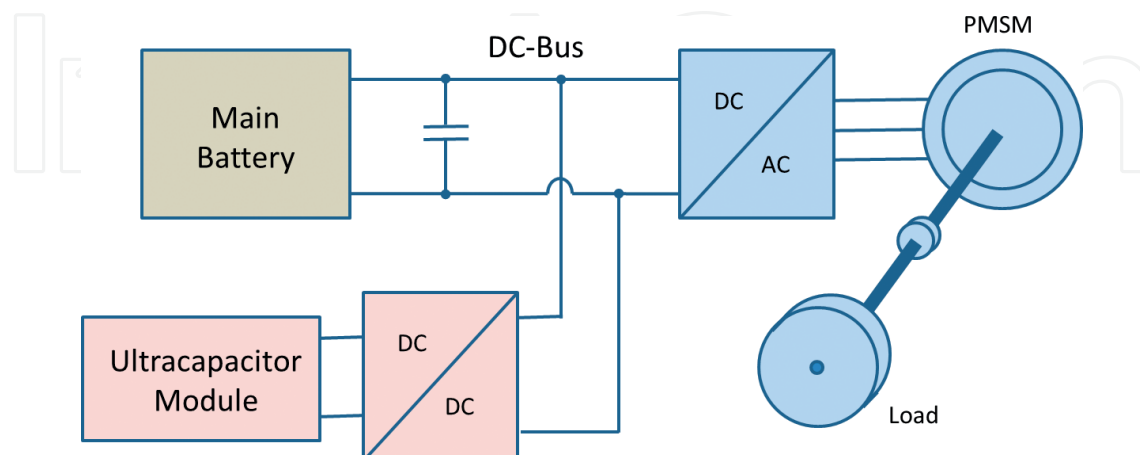 PMSM
DC-Bus
Main
Battery
DC
AC
Ultracapacitor
Module
DC
DC
Load